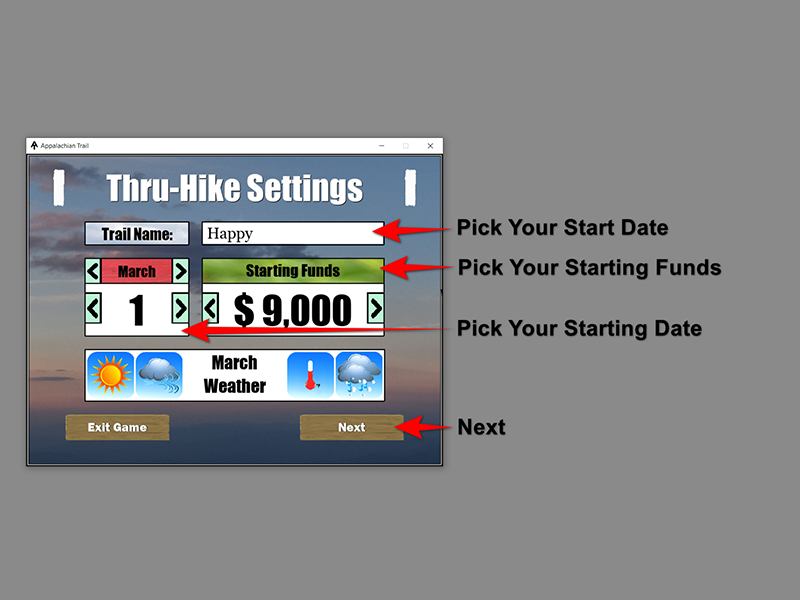 Appalachian Trail
Thru-Hike Settings
Trail Name:
Happy
Pick Your Start Date
March
Starting Funds
Pick Your Starting Funds
1
$ 9,000
Pick Your Starting Date
March
Weather
Exit Game
Next
Next